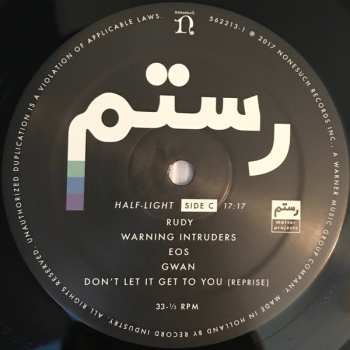 UNAUTHORIZED DUPLICATION IS A VIOLATION OF APPLICABLE LAWS.
nonesuch
n
562213-1 ℗ © 2017 NONESUCH RECORDS INC., A WARNER MUSIC GROUP COMPANY.
رستم
HALF-LIGHT SIDE C 17:17
RUDY
WARNING INTRUDERS
EOS
GWAN
DON'T LET IT GET TO YOU (REPRISE)
رستم
matsor
projects
33-⅓ RPM
ALL RIGHTS RESERVED. MADE IN HOLLAND BY RECORD INDUSTRY.